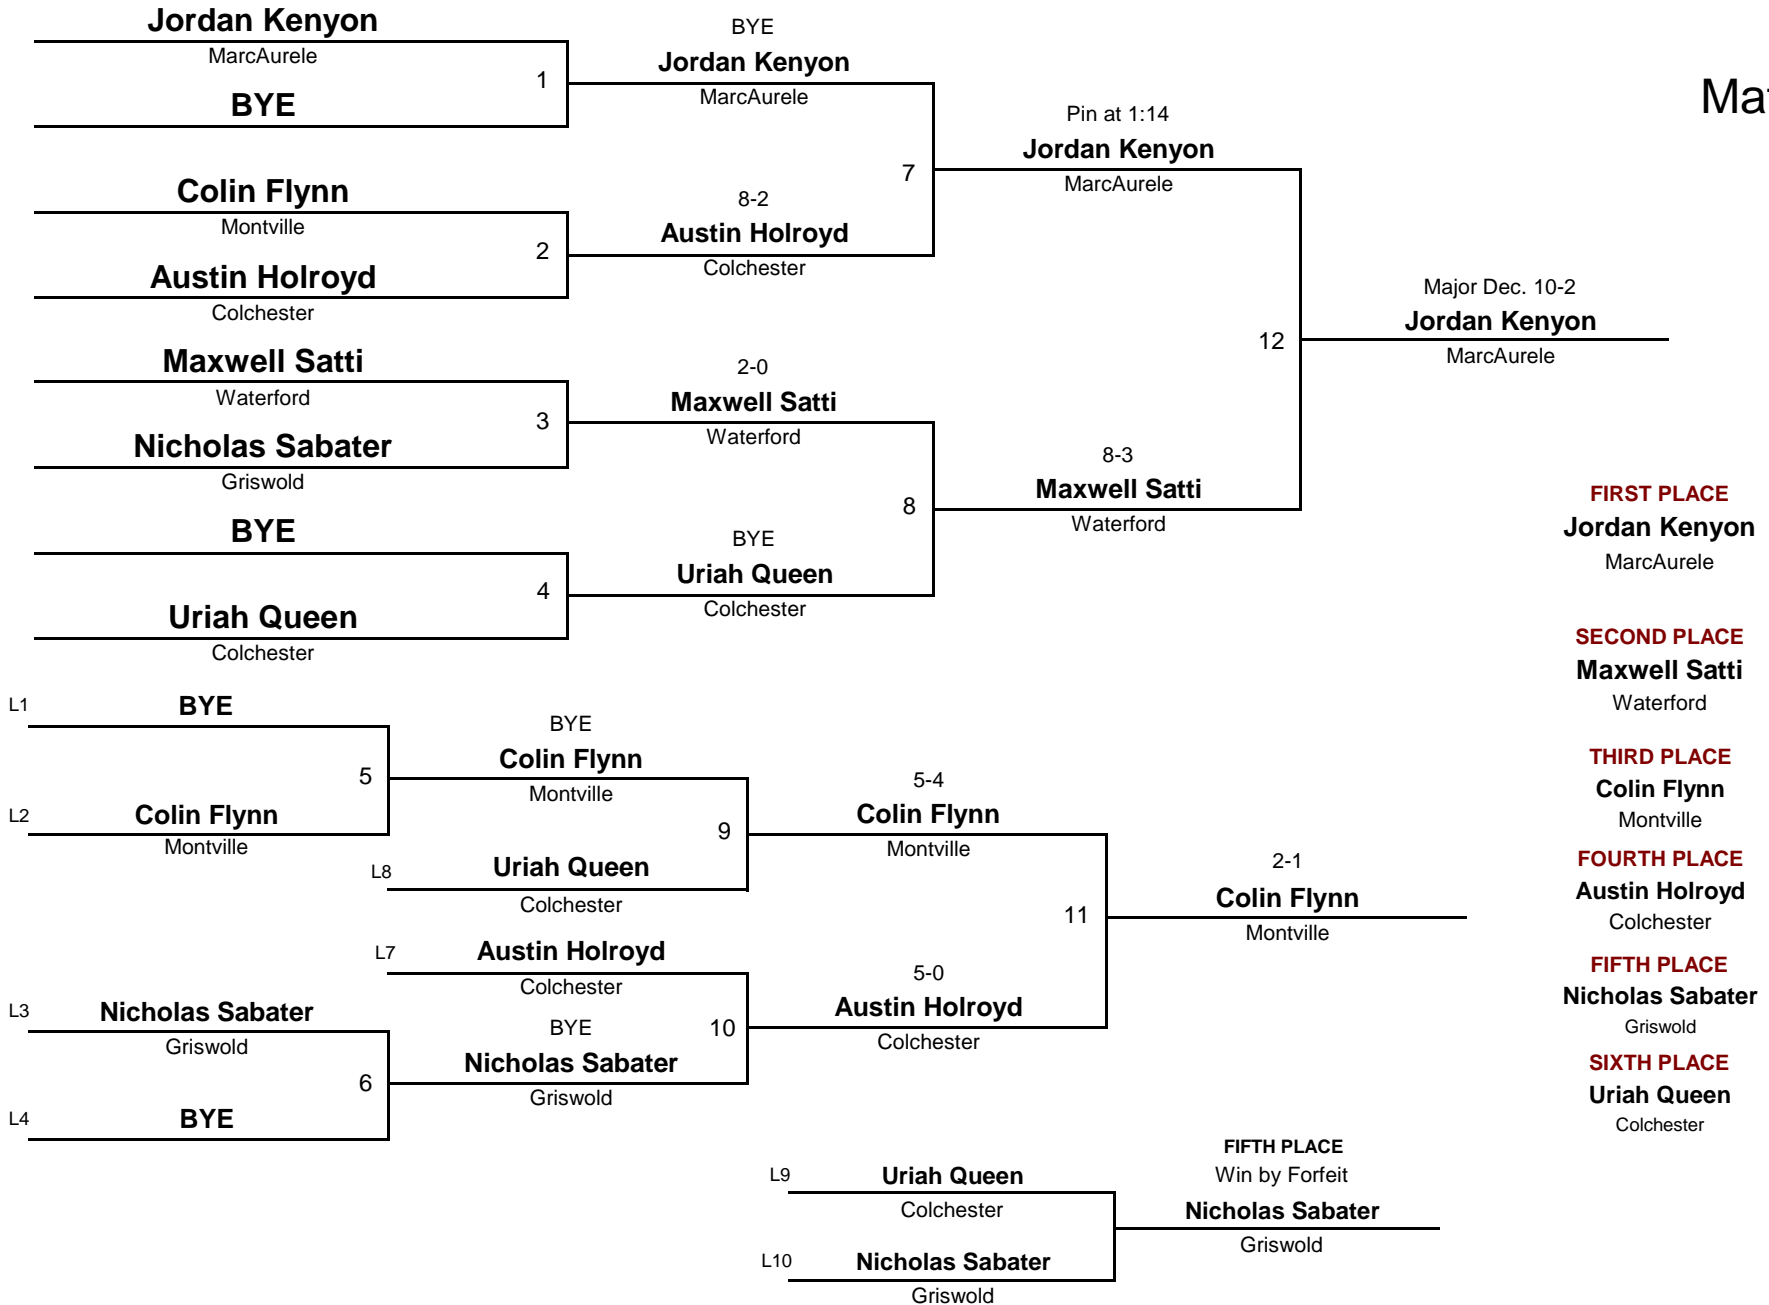 Jordan Kenyon
MarcAurele
1
BYE
BYE
Jordan Kenyon
MarcAurele
Colin Flynn
Montville
2
Austin Holroyd
Colchester
8-2
Austin Holroyd
Colchester
7
Pin at 1:14
Jordan Kenyon
MarcAurele
Maxwell Satti
Waterford
3
Nicholas Sabater
Griswold
2-0
Maxwell Satti
Waterford
BYE
4
Uriah Queen
Colchester
BYE
Uriah Queen
Colchester
8
8-3
Maxwell Satti
Waterford
12
Major Dec. 10-2
Jordan Kenyon
MarcAurele
L1
BYE
5
L2
Colin Flynn
Montville
BYE
Colin Flynn
Montville
9
L8
Uriah Queen
Colchester
5-4
Colin Flynn
Montville
L7
Austin Holroyd
Colchester
L3
Nicholas Sabater
Griswold
6
L4
BYE
BYE
Nicholas Sabater
Griswold
10
5-0
Austin Holroyd
Colchester
11
2-1
Colin Flynn
Montville
L9
Uriah Queen
Colchester
L10
Nicholas Sabater
Griswold
FIFTH PLACE
Win by Forfeit
Nicholas Sabater
Griswold
FIRST PLACE
Jordan Kenyon
MarcAurele
SECOND PLACE
Maxwell Satti
Waterford
THIRD PLACE
Colin Flynn
Montville
FOURTH PLACE
Austin Holroyd
Colchester
FIFTH PLACE
Nicholas Sabater
Griswold
SIXTH PLACE
Uriah Queen
Colchester